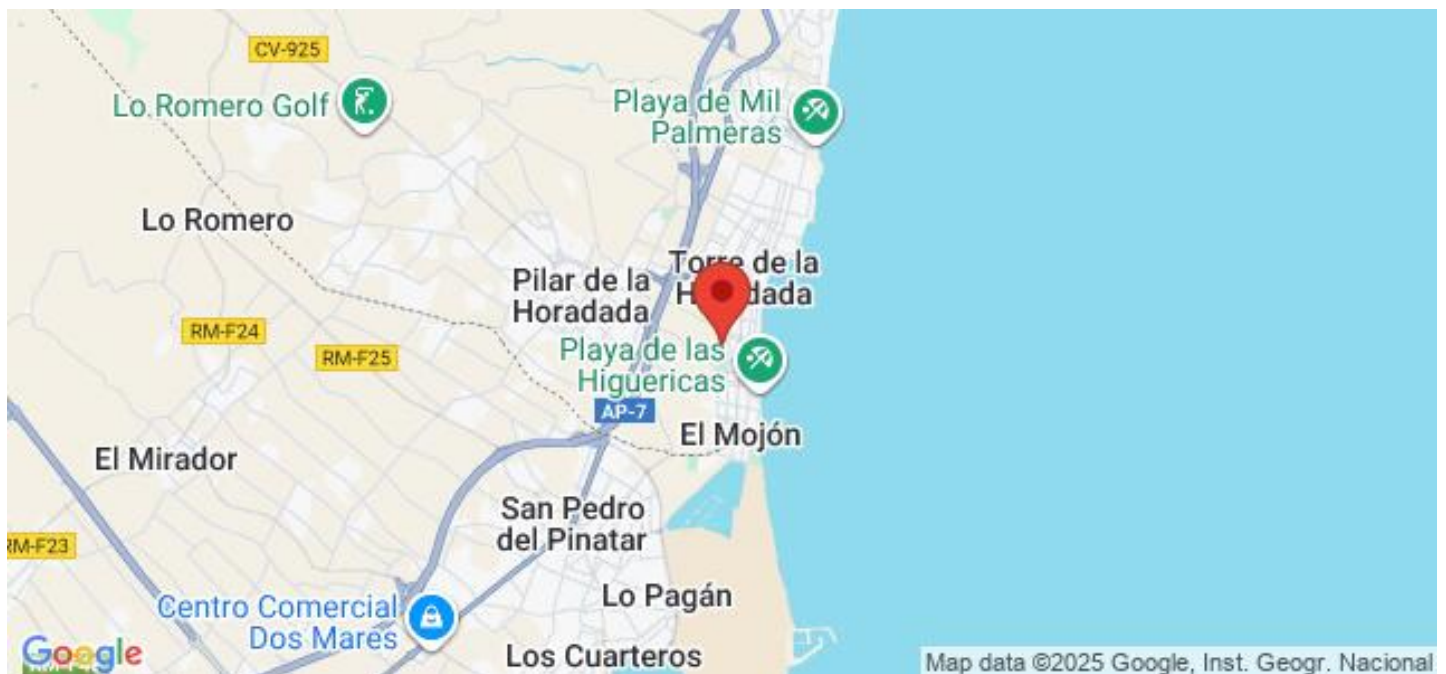 CV-925
Lo Romero Golf
Playa de Mil
Palmeras
Lo Romero
Torre de la
Horadada
Pilar de la
Horadada
RM-F24
RM-F25
Playa de las
Higuericas
AP-7
El Mojón
El Mirador
San Pedro
del Pinatar
RM-F23
Centro Comercial
Dos Mares
Lo Pagán
Los Cuarteros
Google
Map data ©2025 Google, Inst. Geogr. Nacional